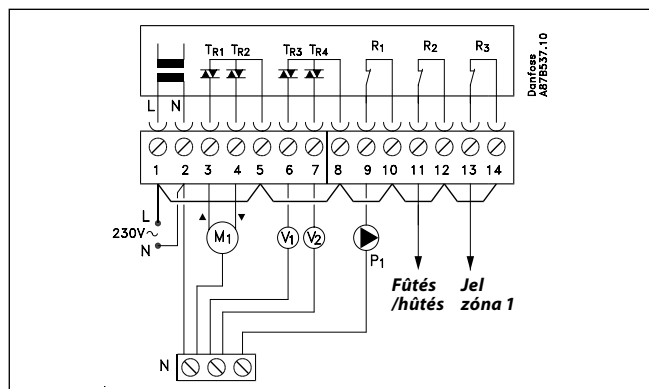 TR1 TR2 TR3 TR4 R1 R2 R3
Danfoss
A87B537.10
L N
1 2 3 4 5 6 7 8 9 10 11 12 13 14
L
230V~
N
▲ ▼
M1 V1 V2
P1
Fûtés
/hûtés
Jel
zóna 1
N